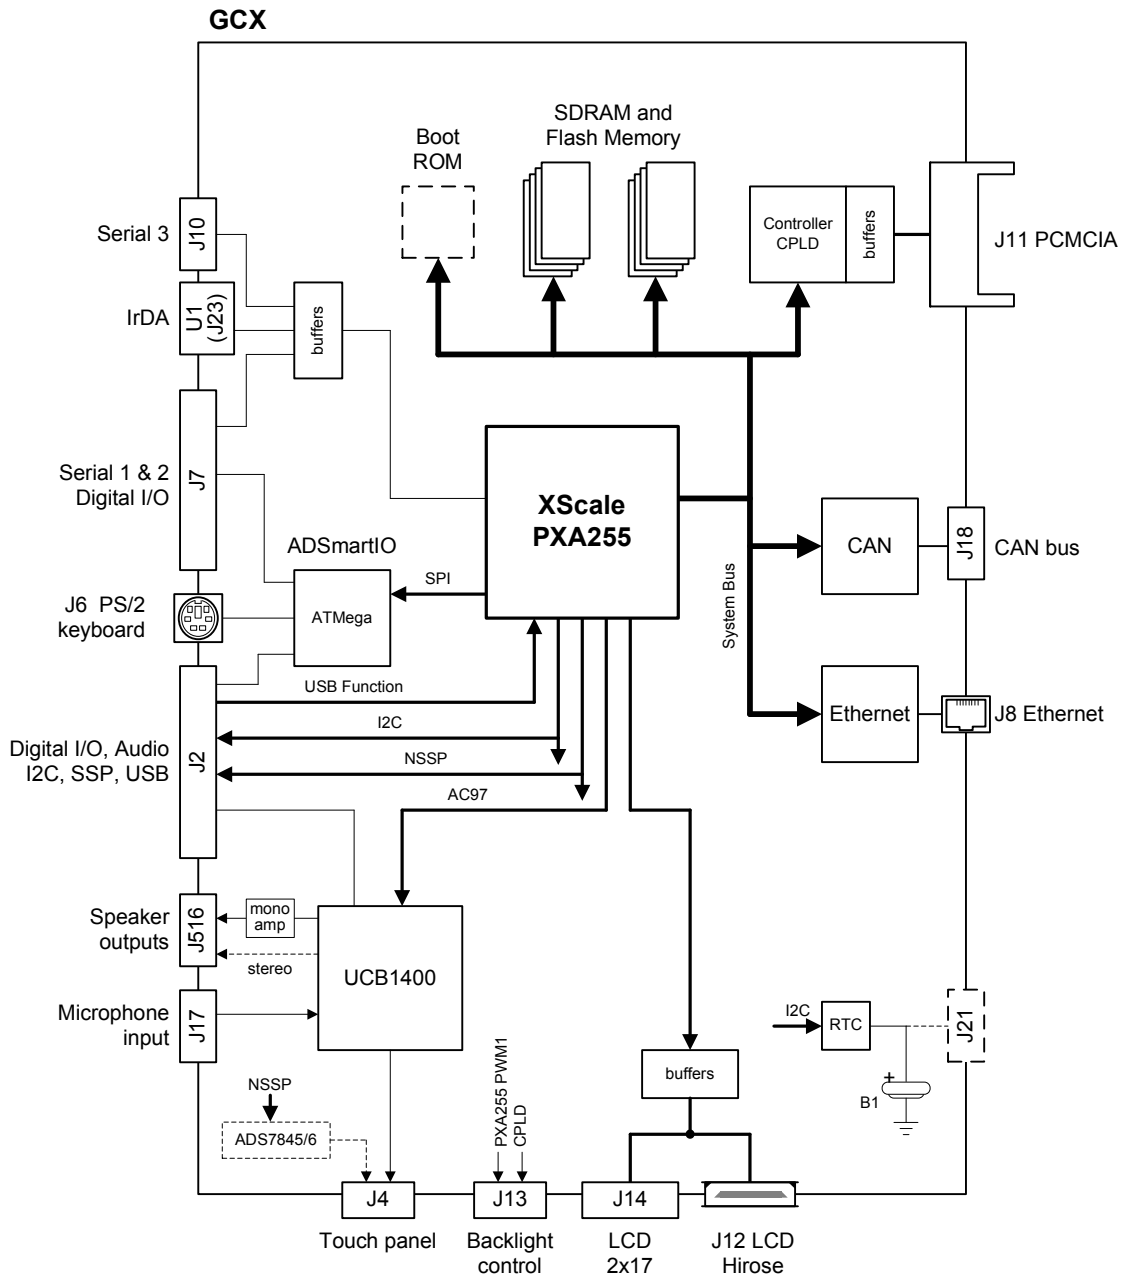 GCX
SDRAM and
Flash Memory
Boot
ROM
Controller
CPLD
buffers
J11 PCMCIA
Serial 3
J10
IrDA
U1
(J23)
buffers
Serial 1 & 2
Digital I/O
J7
XScale
PXA255
System Bus
CAN
J18
CAN bus
ADSmartIO
ATMega
SPI
J6 PS/2
keyboard
USB Function
I2C
NSSP
AC97
Ethernet
J8 Ethernet
Digital I/O, Audio
I2C, SSP, USB
J2
Speaker
outputs
J516
mono
amp
stereo
UCB1400
Microphone
input
J17
I2C
RTC
J21
+
B1
buffers
NSSP
ADS7845/6
PXA255 PWM1
CPLD
J4
J13
J14
Touch panel
Backlight
control
LCD
2x17
J12 LCD
Hirose